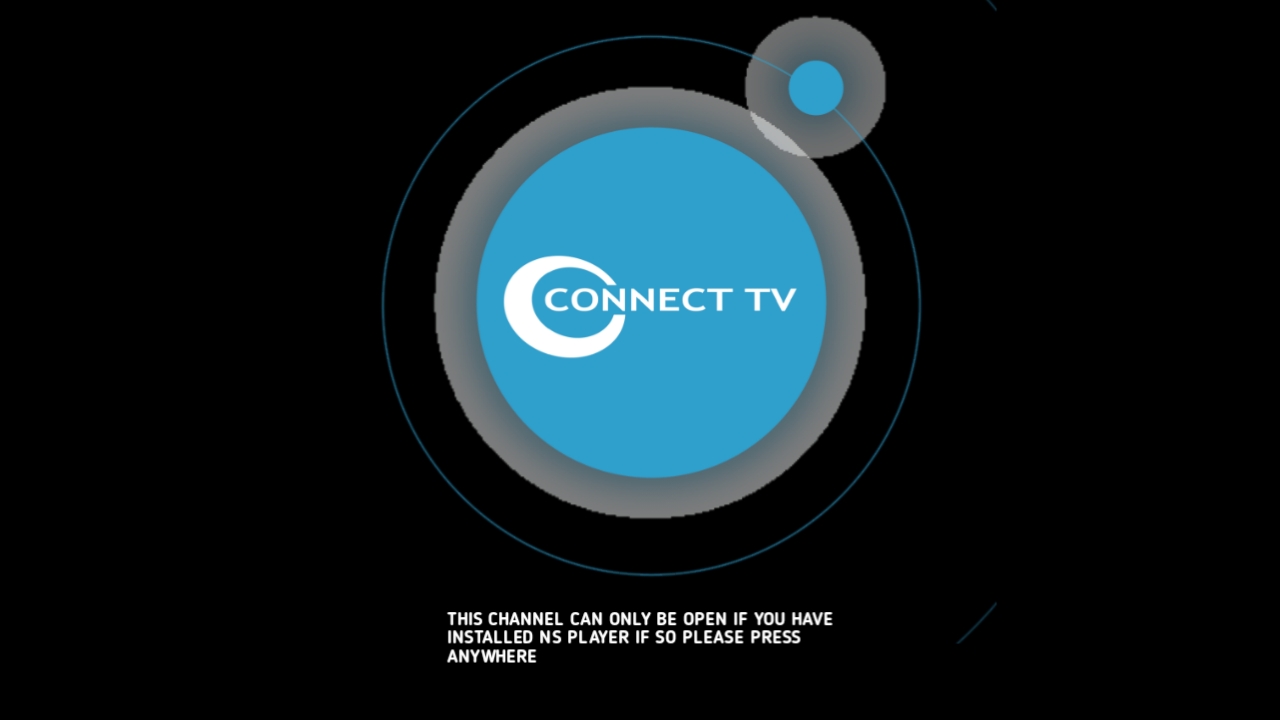 CONNECT TV
THIS CHANNEL CAN ONLY BE OPEN IF YOU HAVE
INSTALLED NS PLAYER IF SO PLEASE PRESS
ANYWHERE